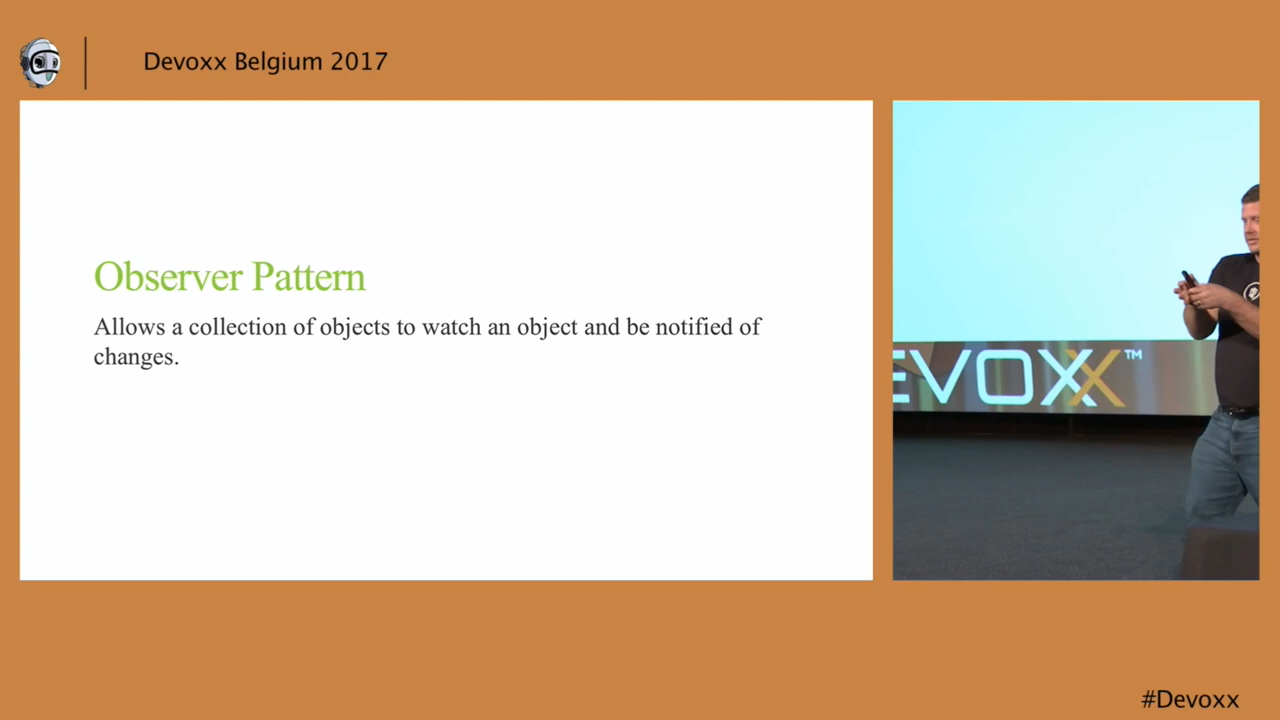 Devoxx Belgium 2017
Observer Pattern
Allows a collection of objects to watch an object and be notified of
changes.
EVOXX™
#Devoxx